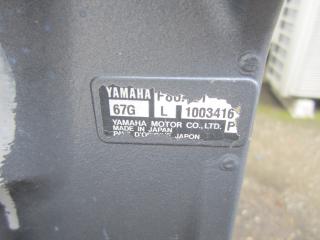 YAMAHA
67G L 1003416
YAMAHA MOTOR CO., LTD. P
MADE IN JAPAN
JAPON